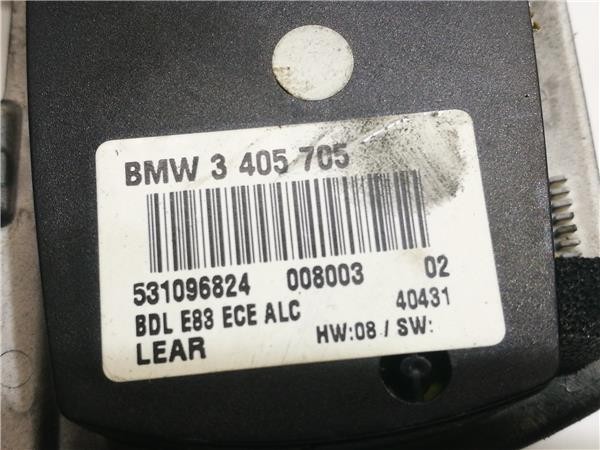 BMW 3 405 705
531096824 008003 02
BDL E83 ECE ALC 40431
LEAR HW:08 / SW: